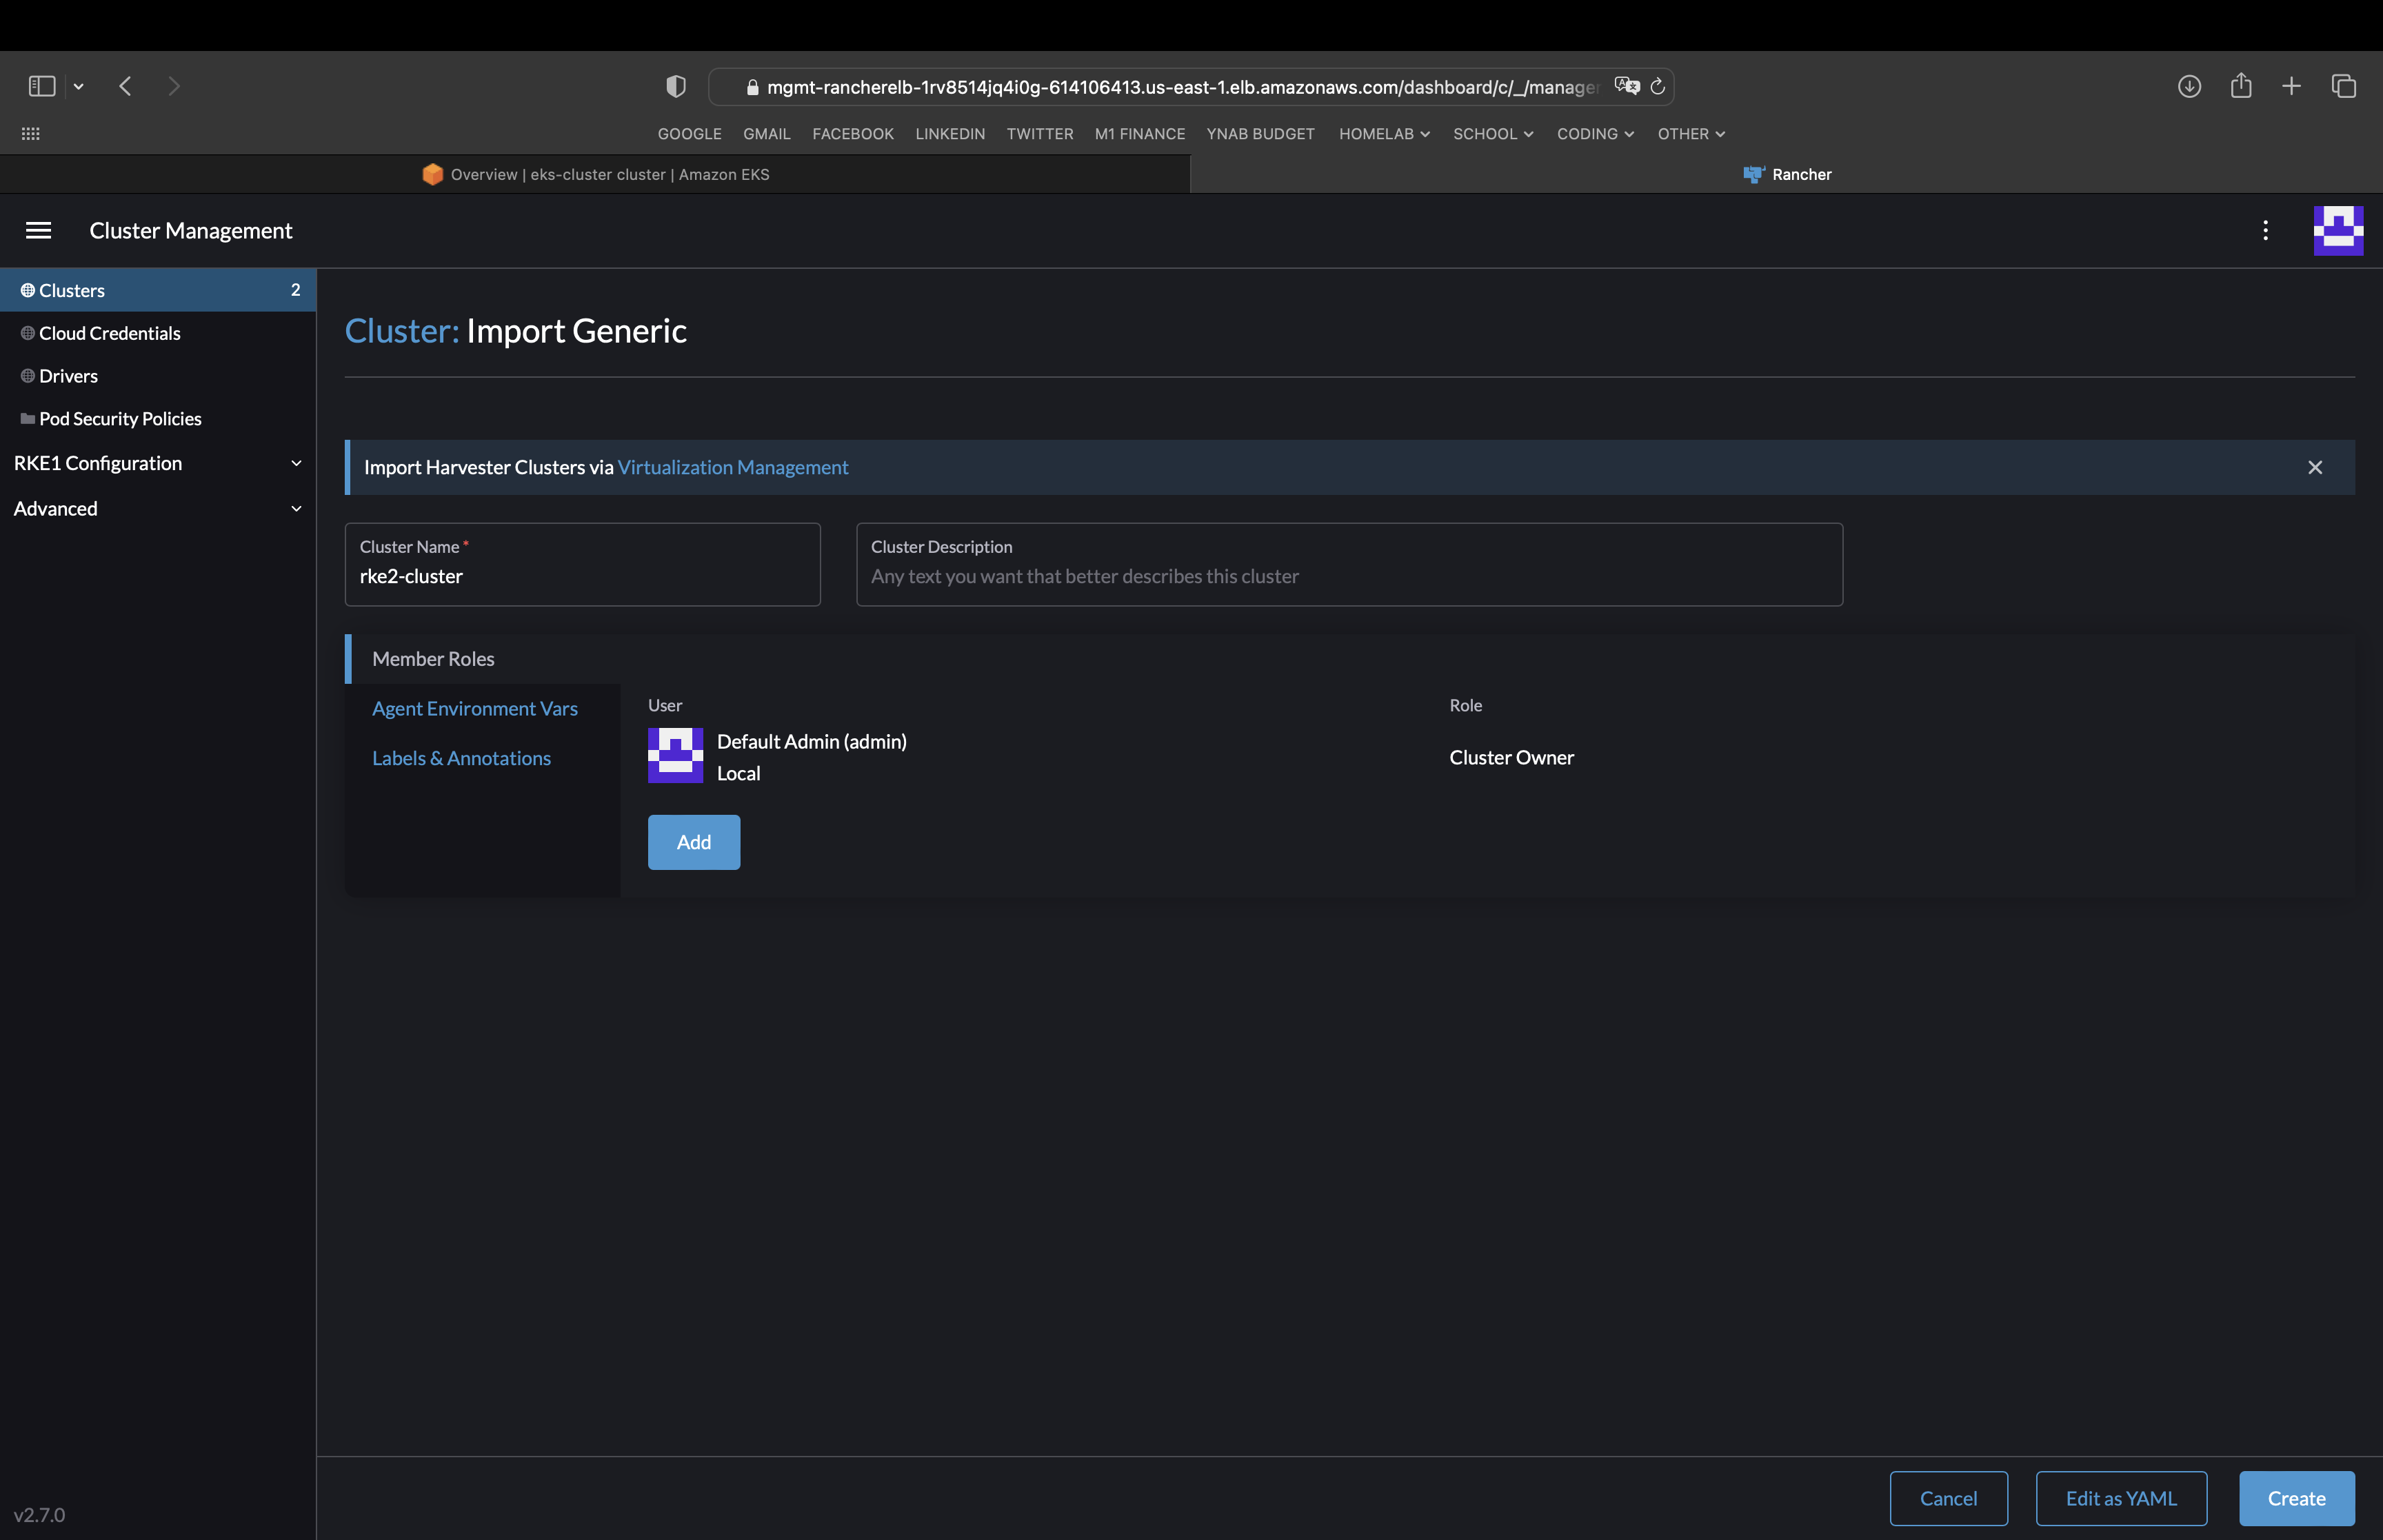 mgmt-rancherelb-1rv8514jq4i0g-614106413.us-east-1.elb.amazonaws.com/dashboard/c/_/manager
GOOGLE GMAIL FACEBOOK LINKEDIN TWITTER M1 FINANCE YNAB BUDGET HOMELAB SCHOOL CODING OTHER
Overview | eks-cluster cluster | Amazon EKS
Rancher
Cluster Management
Clusters 2
Cloud Credentials
Drivers
Pod Security Policies
RKE1 Configuration
Advanced
v2.7.0
Cluster: Import Generic
Import Harvester Clusters via Virtualization Management
Cluster Name *
rke2-cluster
Cluster Description
Any text you want that better describes this cluster
Member Roles
Agent Environment Vars
Labels & Annotations
User
Role
Default Admin (admin)
Local
Cluster Owner
Add
Cancel
Edit as YAML
Create